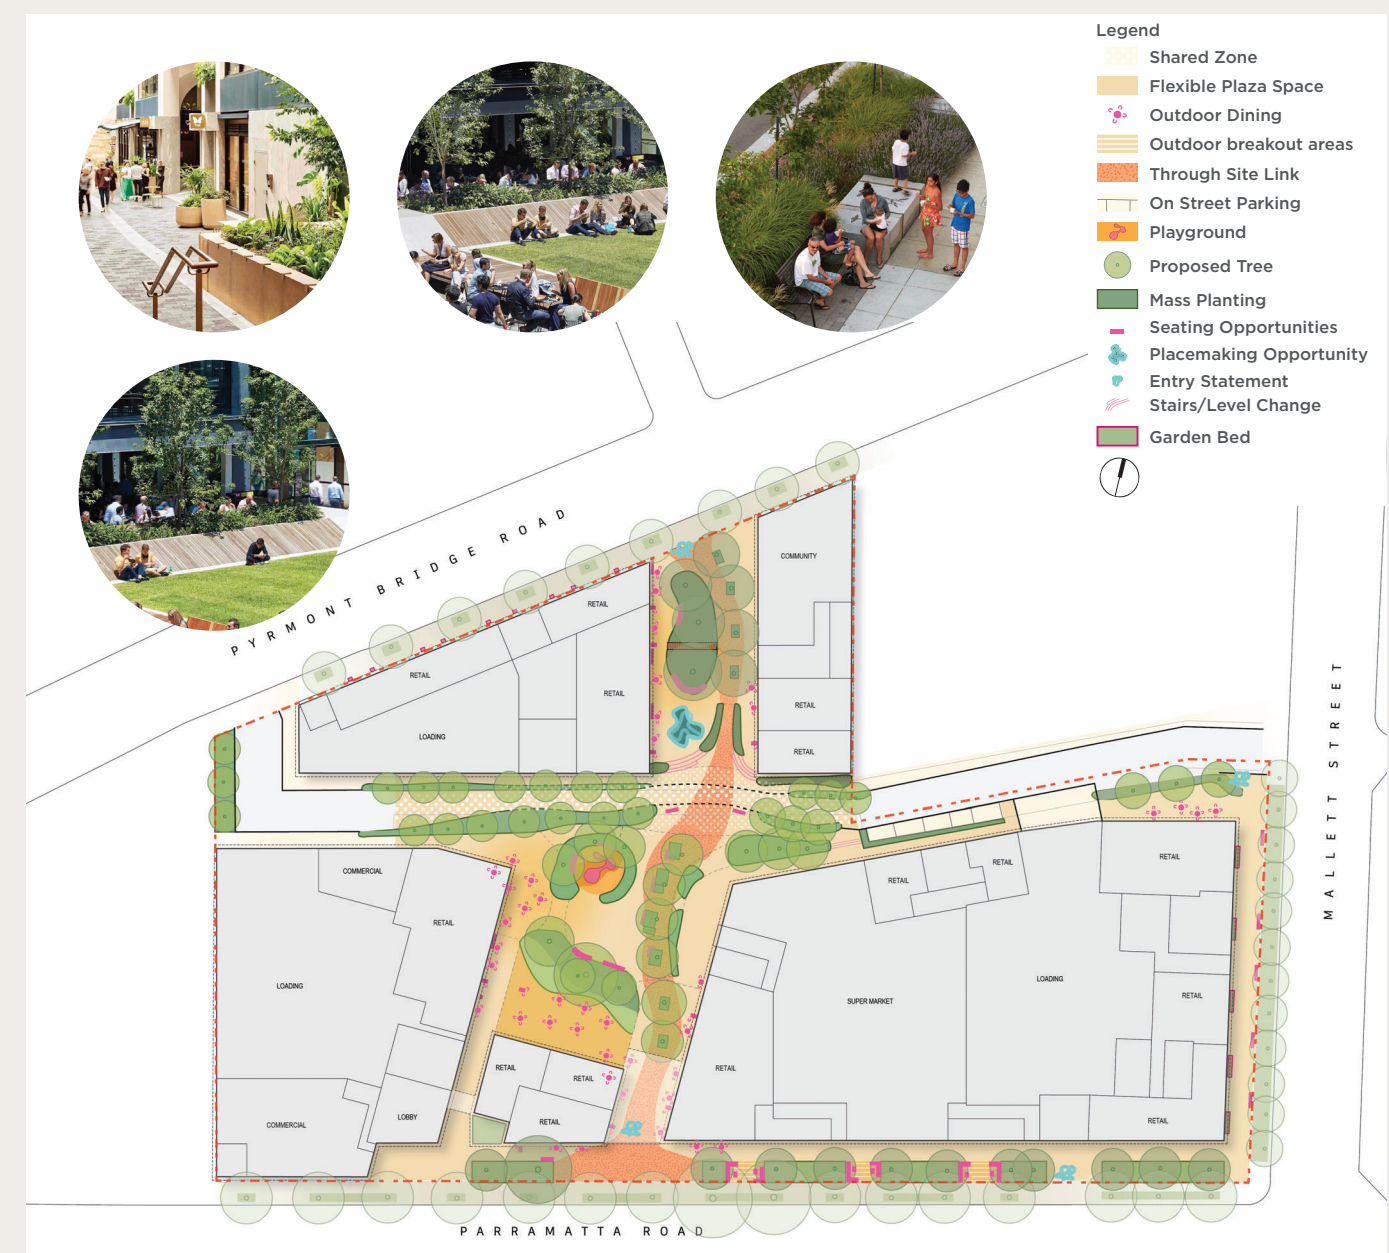 Legend
Shared Zone
Flexible Plaza Space
Outdoor Dining
Outdoor breakout areas
Through Site Link
On Street Parking
Playground
Proposed Tree
Mass Planting
Seating Opportunities
Placemaking Opportunity
Entry Statement
Stairs/Level Change
Garden Bed
PYRMONT BRIDGE ROAD
COMMUNITY
RETAIL
RETAIL
RETAIL
RETAIL
LOADING
RETAIL
MALLETT STREET
COMMERCIAL
RETAIL
RETAIL
RETAIL
RETAIL
LOADING
LOADING
RETAIL
SUPER MARKET
RETAIL
RETAIL
RETAIL
COMMERCIAL
LOBBY
RETAIL
RETAIL
PARRAMATTA ROAD